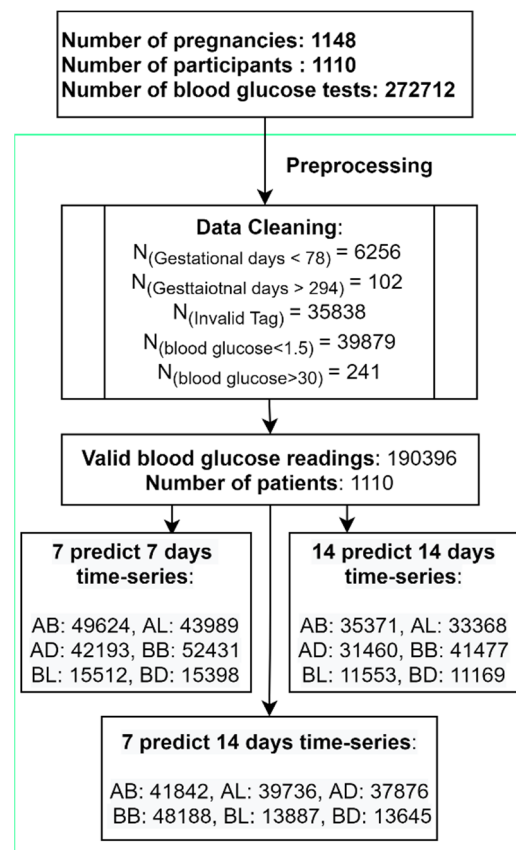 Number of pregnancies: 1148
Number of participants : 1110
Number of blood glucose tests: 272712
Preprocessing
Data Cleaning:
N(Gestational days < 78) = 6256
N(Gesttaiotnal days > 294) = 102
N(Invalid Tag) = 35838
N(blood glucose<1.5) = 39879
N(blood glucose>30) = 241
Valid blood glucose readings: 190396
Number of patients: 1110
7 predict 7 days
time-series:
AB: 49624, AL: 43989
AD: 42193, BB: 52431
BL: 15512, BD: 15398
14 predict 14 days
time-series:
AB: 35371, AL: 33368
AD: 31460, BB: 41477
BL: 11553, BD: 11169
7 predict 14 days time-series:
AB: 41842, AL: 39736, AD: 37876
BB: 48188, BL: 13887, BD: 13645